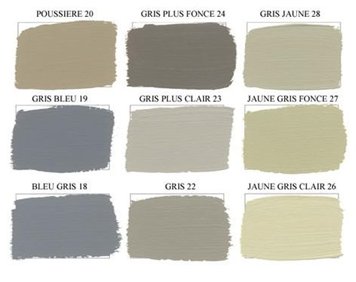 POUSSIERE 20
GRIS PLUS FONCE 24
GRIS JAUNE 28
GRIS BLEU 19
GRIS PLUS CLAIR 23
JAUNE GRIS FONCE 27
BLEU GRIS 18
GRIS 22
JAUNE GRIS CLAIR 26